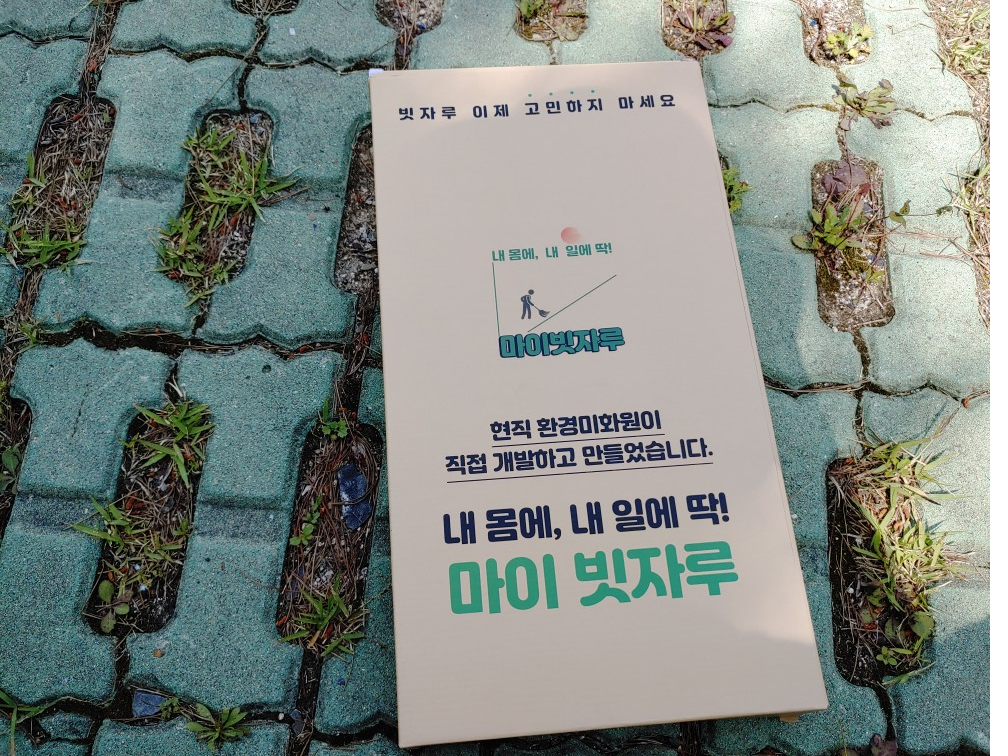 빗자루 이제 고민하지 마세요
내 몸에, 내 일에 딱!
마이빗자루
현직 환경미화원이
직접 개발하고 만들었습니다.
내 몸에, 내 일에 딱!
마이 빗자루